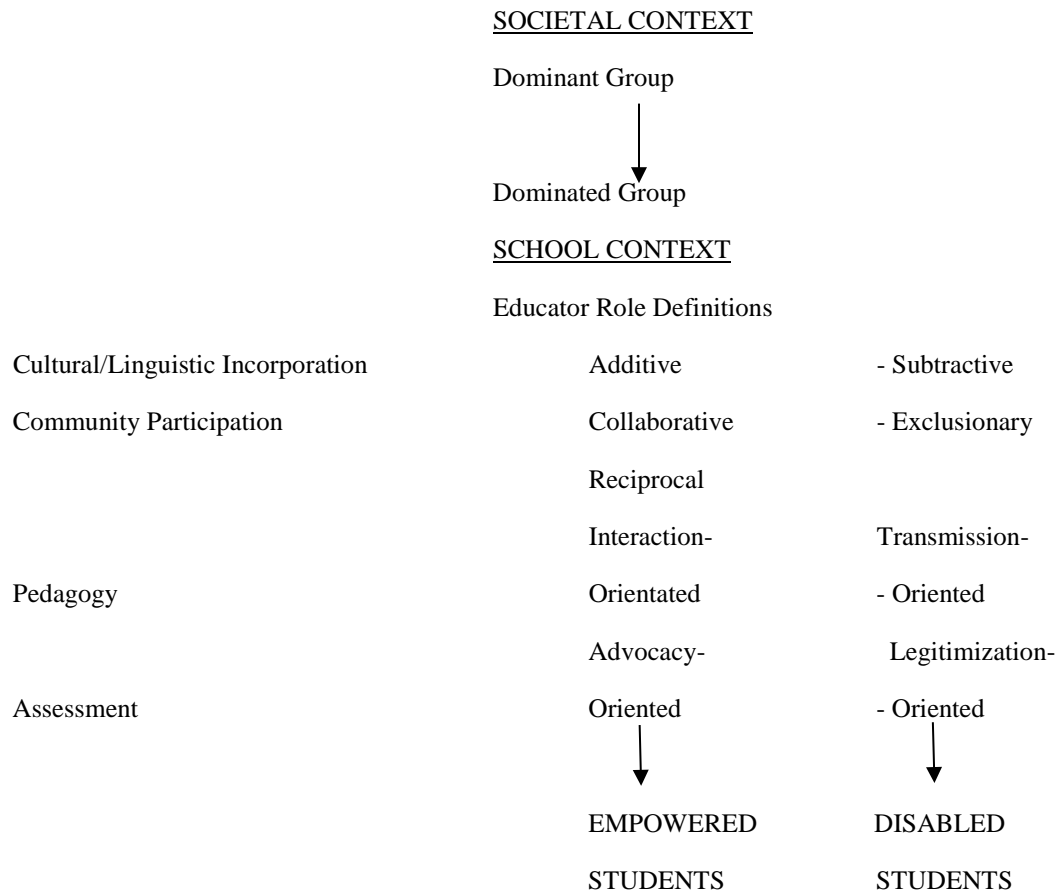 SOCIETAL CONTEXT
Dominant Group
Dominated Group
SCHOOL CONTEXT
Educator Role Definitions
Cultural/Linguistic Incorporation Additive - Subtractive
Community Participation Collaborative - Exclusionary
Reciprocal
Interaction- Transmission-
Pedagogy Orientated - Oriented
Advocacy- Legitimization-
Assessment Oriented - Oriented
EMPOWERED DISABLED
STUDENTS STUDENTS